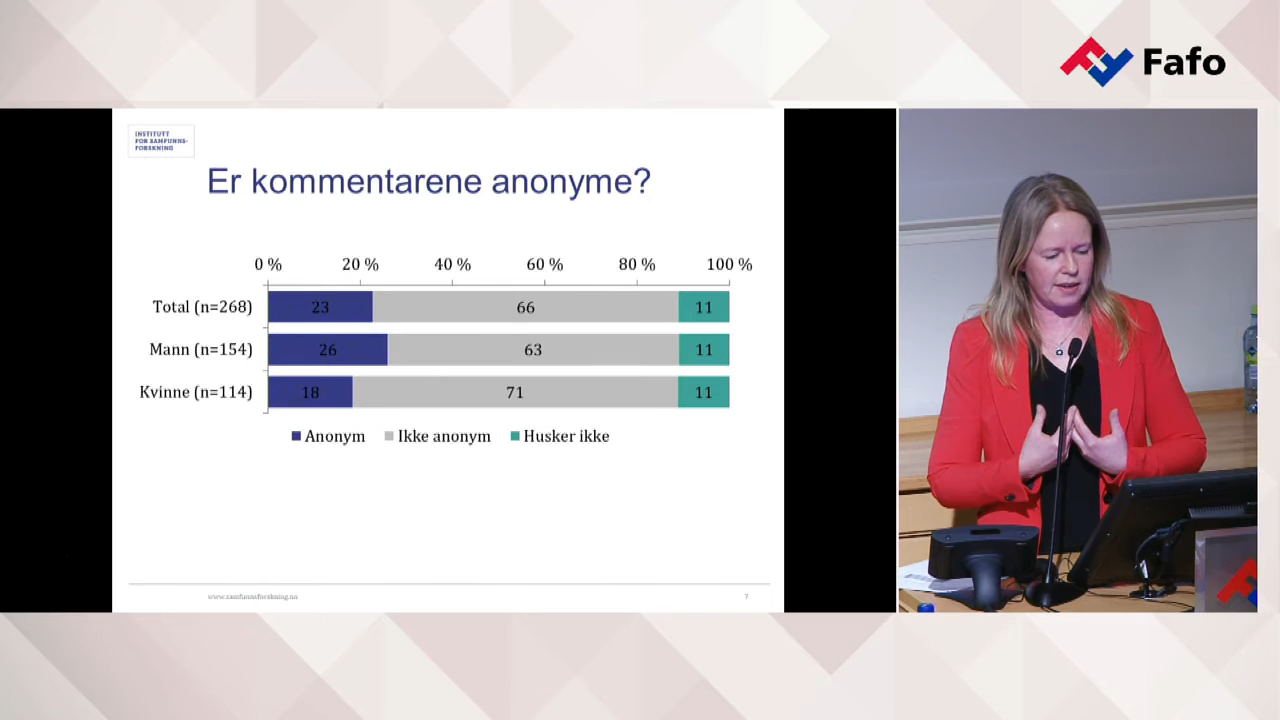 Fafo
INSTITUTT
FOR SAMFUNNS-
FORSKNING
Er kommentarene anonyme?
0 % 20 % 40 % 60 % 80 % 100 %
Total (n=268) 23 66 11
Mann (n=154) 26 63 11
Kvinne (n=114) 18 71 11
Anonym Ikke anonym Husker ikke
www.samfunnsforskning.no 7